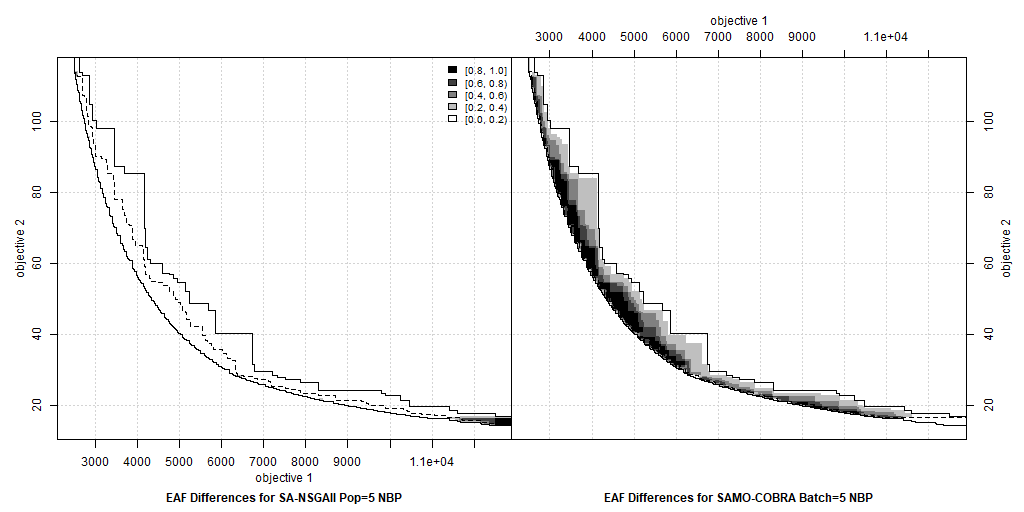 objective 1
3000 4000 5000 6000 7000 8000 9000 1.1e+04
[0.8, 1.0]
[0.6, 0.8)
[0.4, 0.6)
[0.2, 0.4)
[0.0, 0.2)
100 100
80 80
objective 2 objective 2
60 60
40 40
20 20
3000 4000 5000 6000 7000 8000 9000 1.1e+04
objective 1
EAF Differences for SA-NSGAII Pop=5 NBP EAF Differences for SAMO-COBRA Batch=5 NBP